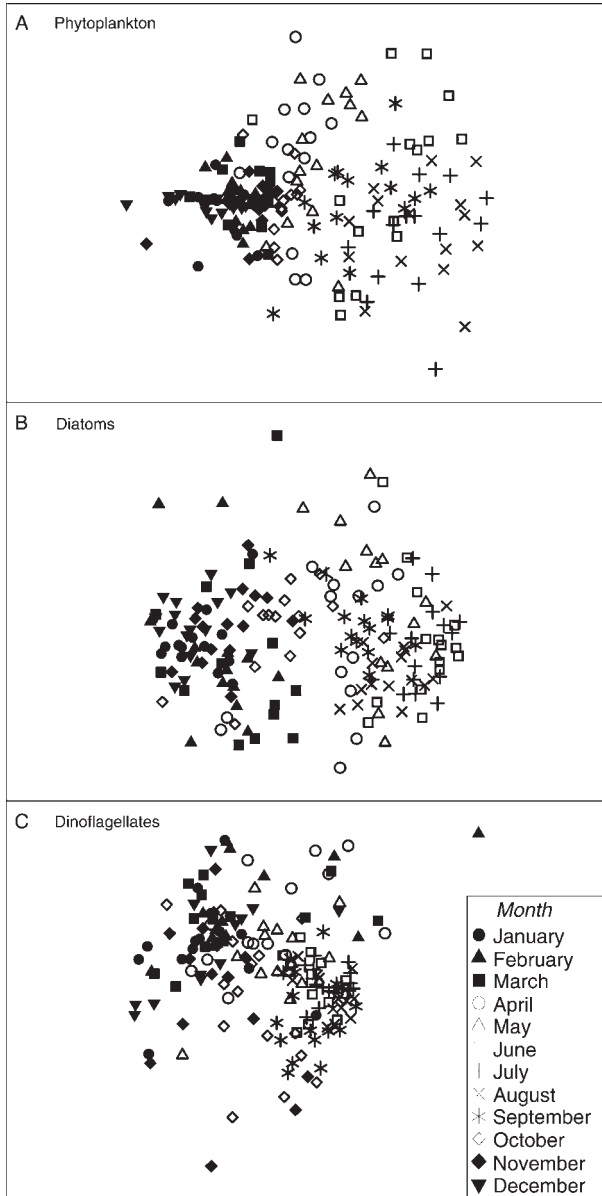 A Phytoplankton
B Diatoms
C Dinoflagellates
Month
January
February
March
April
May
June
July
August
September
October
November
December